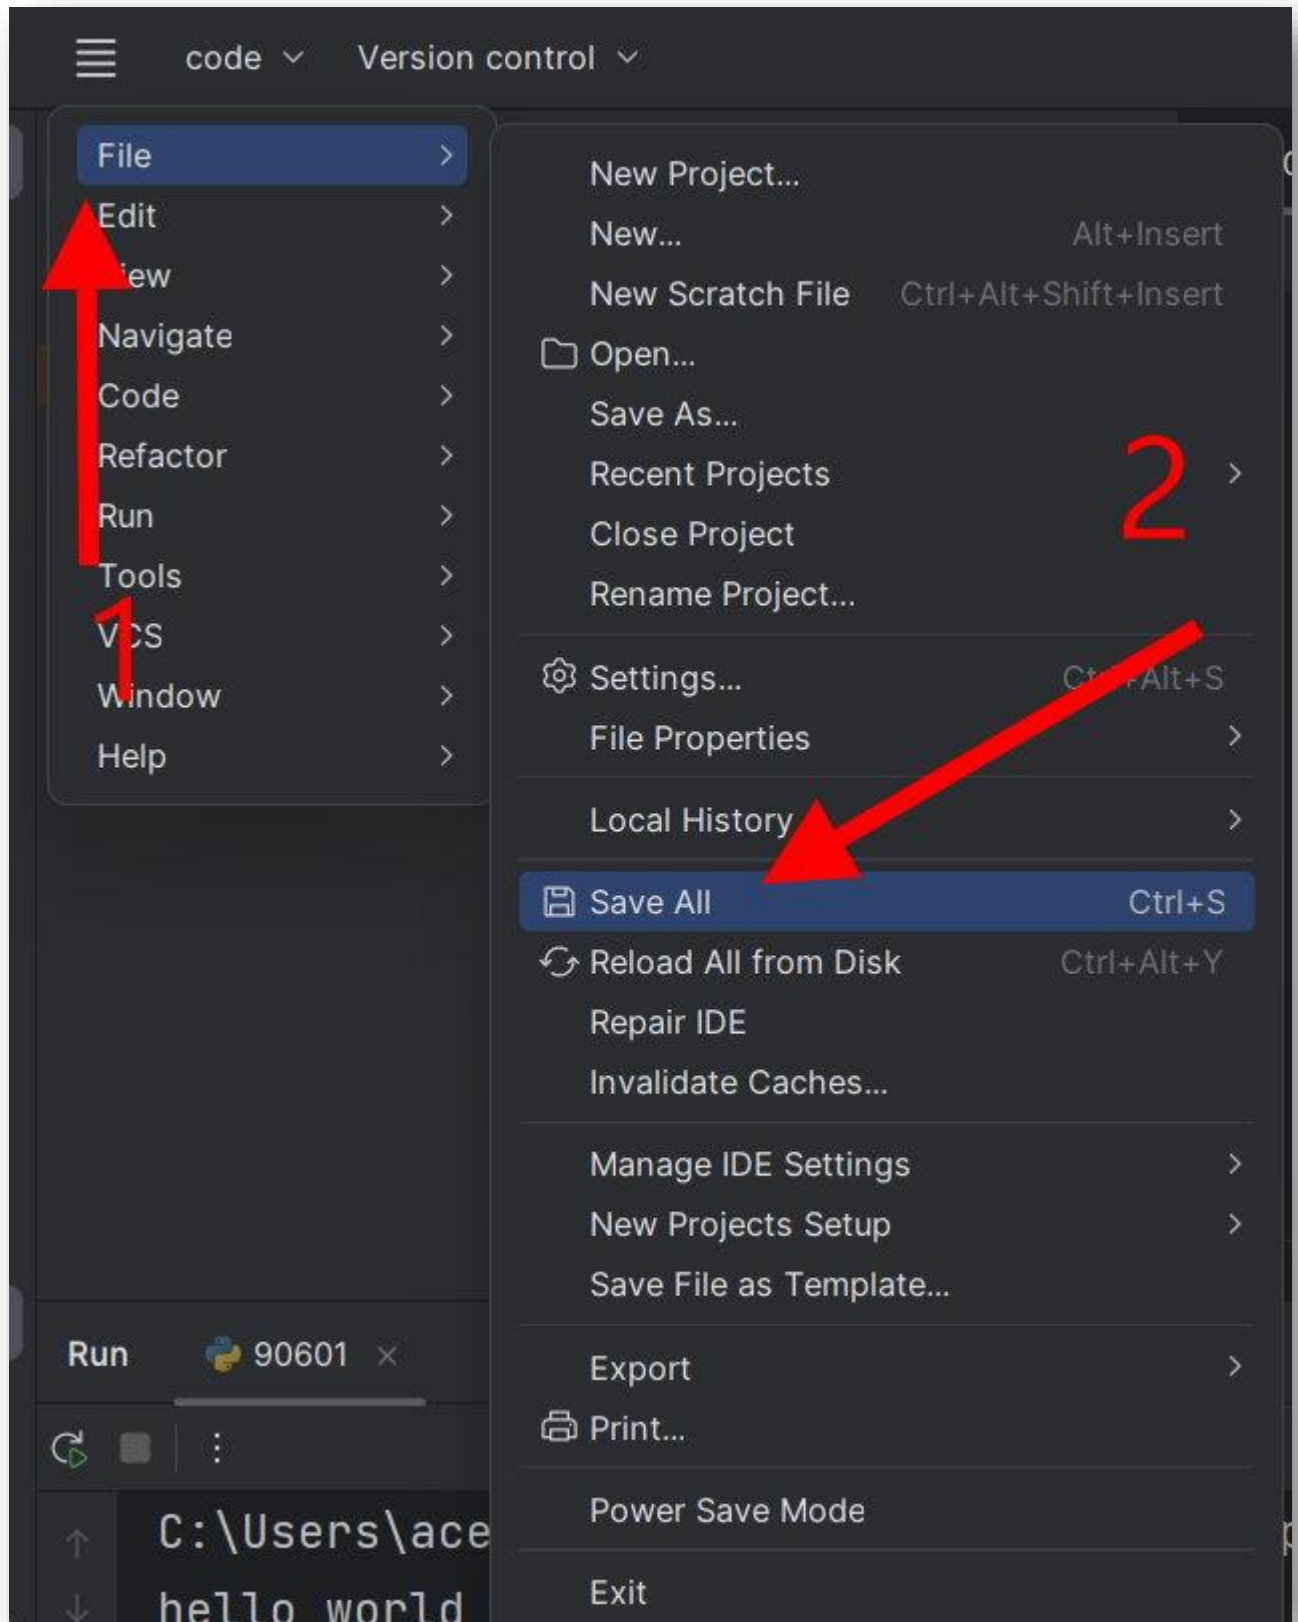 code Version control
File
Edit
View
Navigate
Code
Refactor
Run
Tools
VCS
Window
Help
1
New Project...
New... Alt+Insert
New Scratch File Ctrl+Alt+Shift+Insert
Open...
Save As...
Recent Projects
Close Project
Rename Project...
2
Settings... Ctrl+Alt+S
File Properties
Local History
Save All Ctrl+S
Reload All from Disk Ctrl+Alt+Y
Repair IDE
Invalidate Caches...
Manage IDE Settings
New Projects Setup
Save File as Template...
Export
Print...
Power Save Mode
Exit
Run 90601
C:\Users\ace
hello world